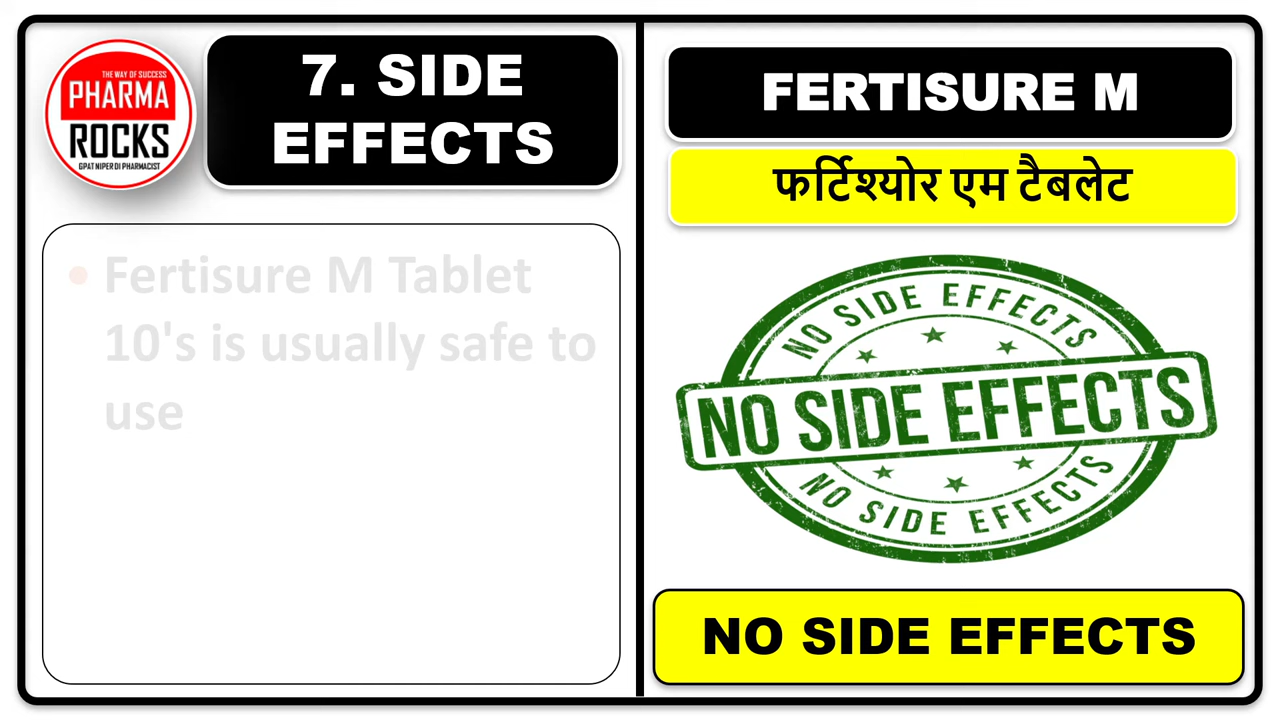 THE WAY OF SUCCESS
PHARMA
ROCKS
GPAT NIPER DI PHARMACIST
7. SIDE
EFFECTS
• Fertisure M Tablet
10's is usually safe to
use
FERTISURE M
फर्टिश्योर एम टैबलेट
NO SIDE EFFECTS
NO SIDE EFFECTS
NO SIDE EFFECTS
NO SIDE EFFECTS